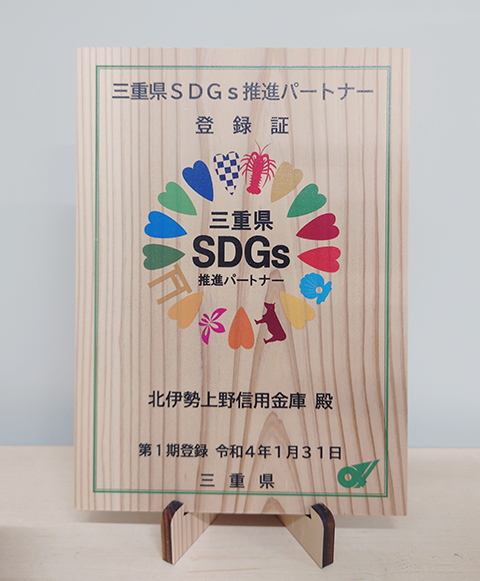 三重県ＳＤＧｓ推進パートナー
登録証
三重県
SDGs
推進パートナー
北伊勢上野信用金庫 殿
第１期登録 令和４年１月３１日
三重県